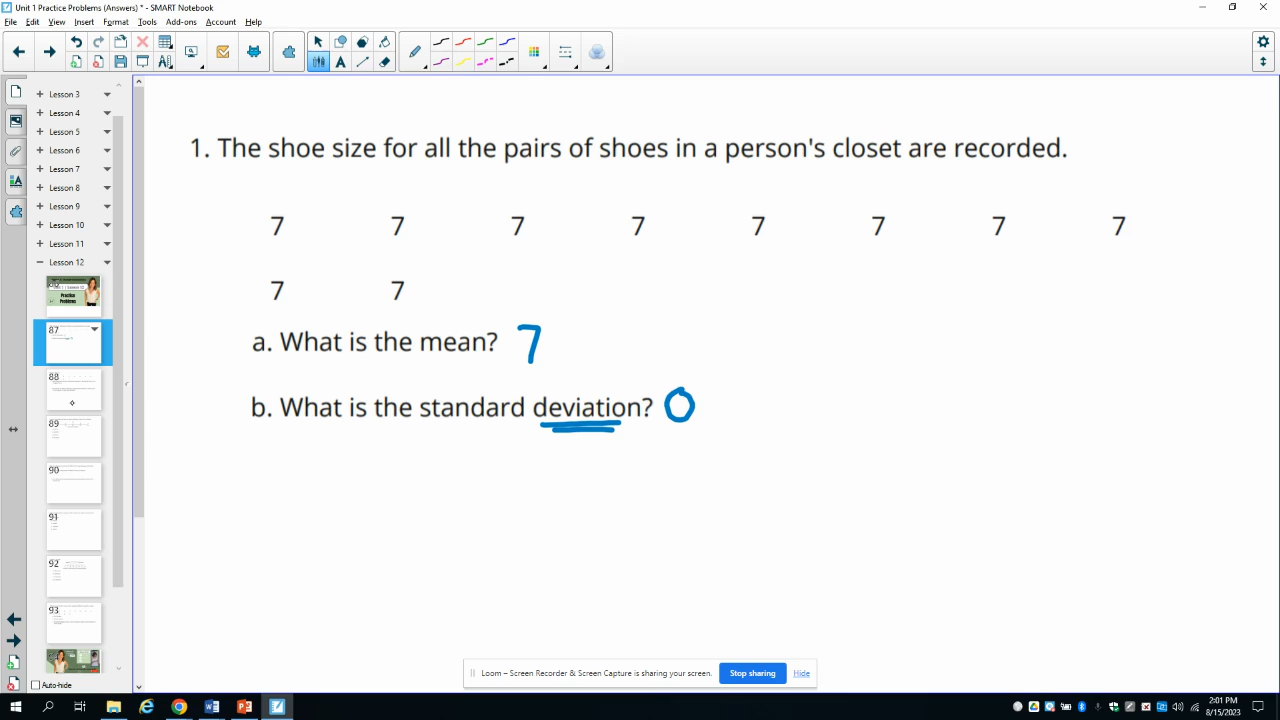 Unit 1 Practice Problems (Answers) * - SMART Notebook
File Edit View Insert Format Tools Add-ons Account Help
Lesson 3
Lesson 4
Lesson 5
Lesson 6
Lesson 7
Lesson 8
Lesson 9
Lesson 10
Lesson 11
Lesson 12
Practice
Problems
87
88
89
90
91
92
93
Auto-hide
1. The shoe size for all the pairs of shoes in a person's closet are recorded.
7 7 7 7 7 7 7 7
7 7
a. What is the mean? 7
b. What is the standard deviation? 0
Loom – Screen Recorder & Screen Capture is sharing your screen. Stop sharing Hide
2:01 PM
8/15/2023